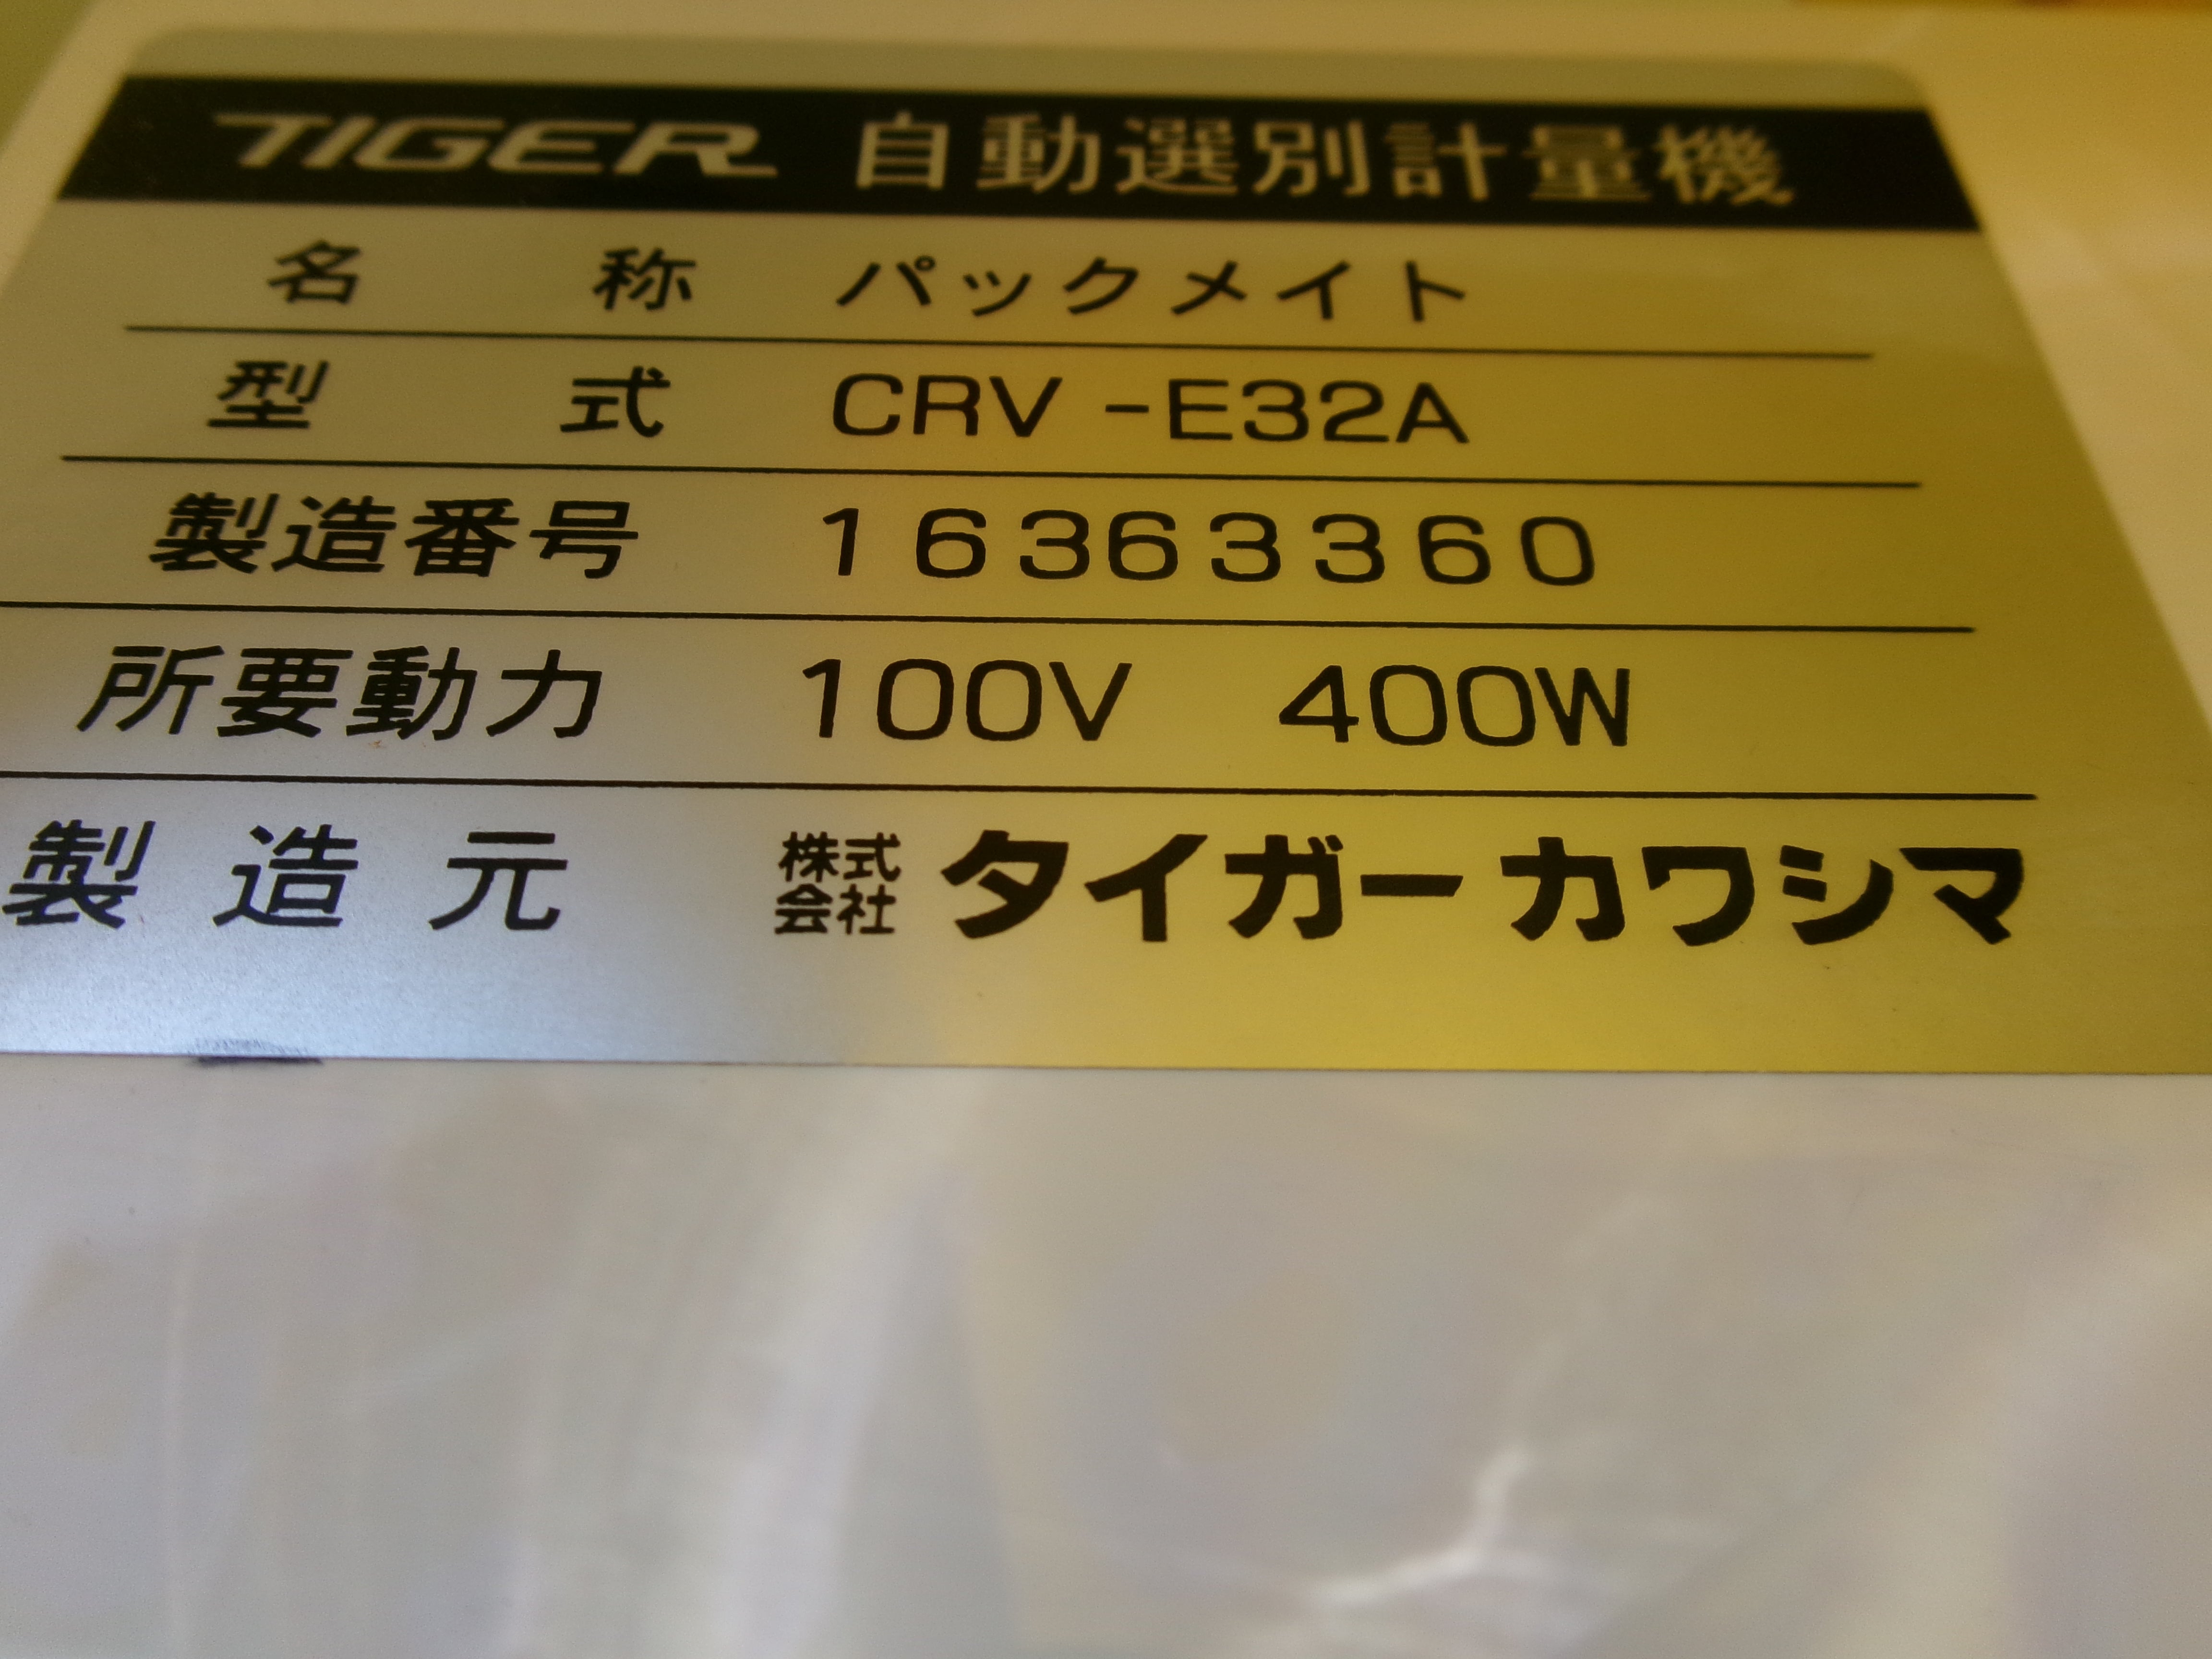 TIGER 自動選別計量機
名称 パックメイト
型式 CRV-E32A
製造番号 16363360
所要動力 100V 400W
製造元 株式会社 タイガーカワシマ